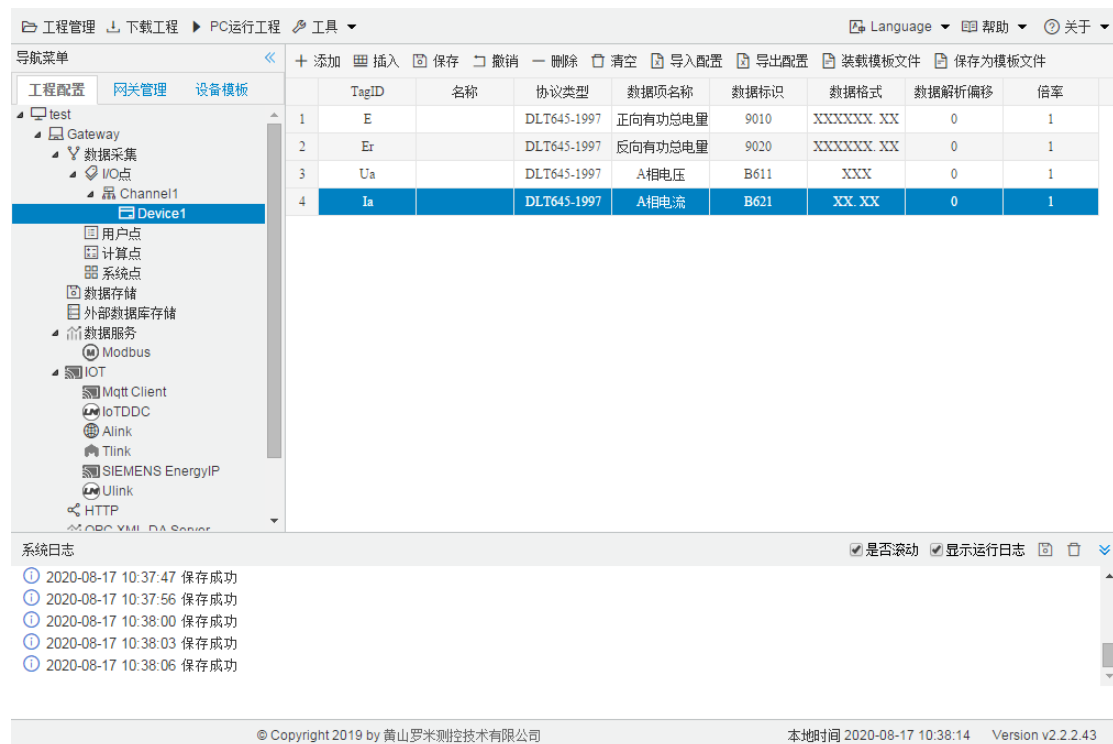 工程管理 下载工程 PC运行工程 工具 Language 帮助 关于
导航菜单
添加 插入 保存 撤消 删除 清空 导入配置 导出配置 装载模板文件 保存为模板文件
工程配置 网关管理 设备模板
TagID 名称 协议类型 数据项名称 数据标识 数据格式 数据解析偏移 倍率
1 E DLT645-1997 正向有功总电量 9010 XXXXXX.XX 0 1
2 Er DLT645-1997 反向有功总电量 9020 XXXXXX.XX 0 1
3 Ua DLT645-1997 A相电压 B611 XXX 0 1
4 Ia DLT645-1997 A相电流 B621 XX.XX 0 1
test
Gateway
数据采集
I/O点
Channel1
Device1
用户点
计算点
系统点
数据存储
外部数据库存储
数据服务
Modbus
IOT
Mqtt Client
IoTDDC
Alink
Tlink
SIEMENS EnergyIP
Ulink
HTTP
OPC XML DA Server
系统日志 是否滚动 显示运行日志
2020-08-17 10:37:47 保存成功
2020-08-17 10:37:56 保存成功
2020-08-17 10:38:00 保存成功
2020-08-17 10:38:03 保存成功
2020-08-17 10:38:06 保存成功
© Copyright 2019 by 黄山罗米测控技术有限公司 本地时间 2020-08-17 10:38:14 Version v2.2.2.43